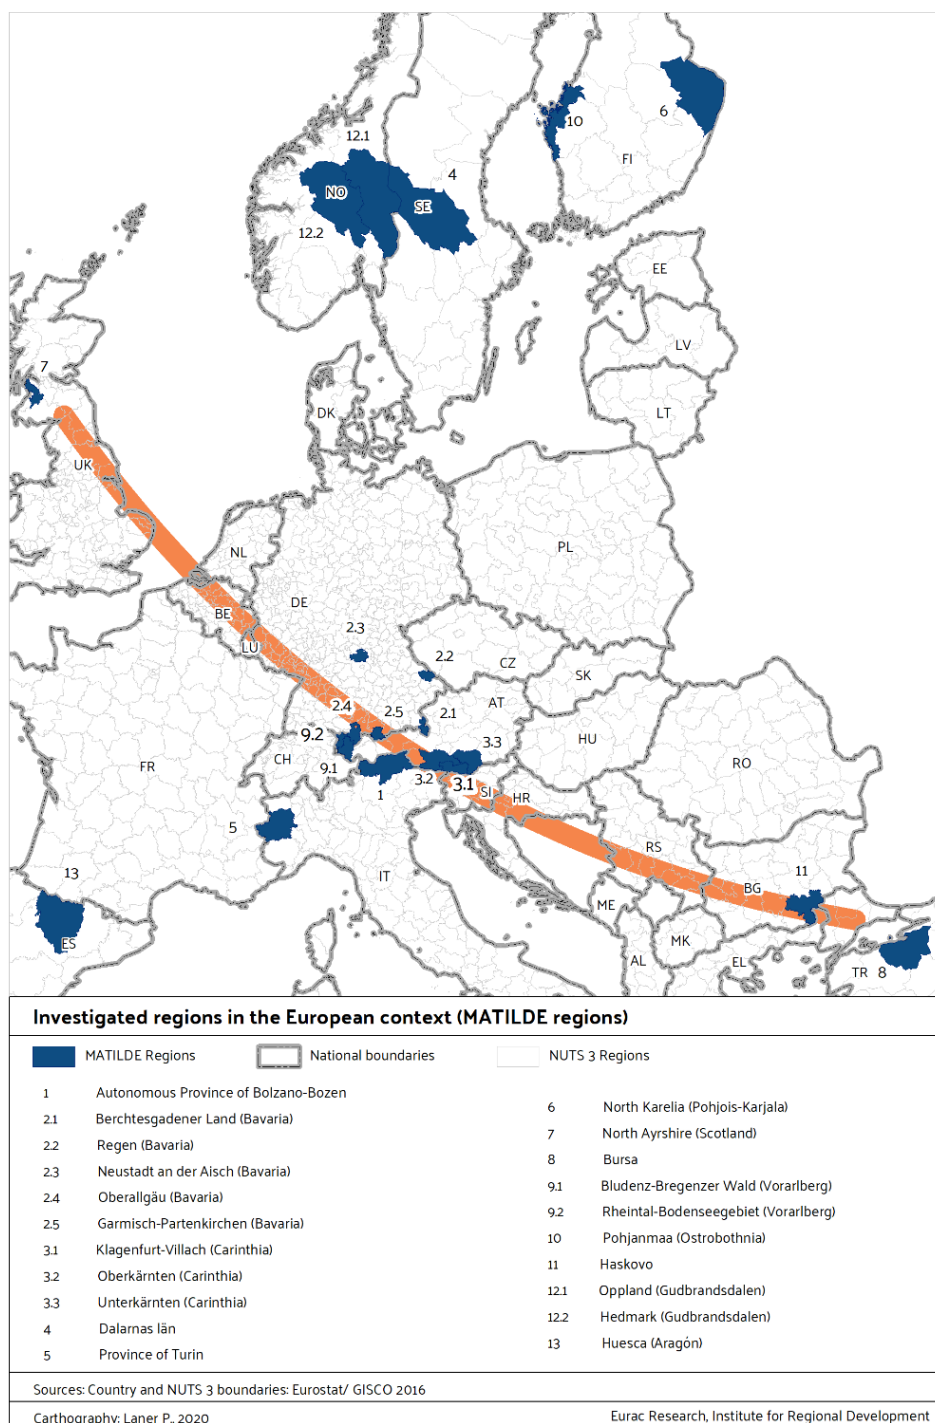 12.1
6
10
FI
4
NO
SE
12.2
EE
LV
7
LT
DK
UK
PL
NL
DE
BE
2.3
LU
2.2
CZ
SK
AT
2.4
2.5
2.1
9.2
3.3
HU
CH
RO
FR
9.1
3.2
3.1
SI
HR
1
5
RS
13
IT
11
BG
ME
ES
MK
AL
EL
TR 8
Investigated regions in the European context (MATILDE regions)
MATILDE Regions National boundaries NUTS 3 Regions
1 Autonomous Province of Bolzano-Bozen
2.1 Berchtesgadener Land (Bavaria)
2.2 Regen (Bavaria)
2.3 Neustadt an der Aisch (Bavaria)
2.4 Oberallgäu (Bavaria)
2.5 Garmisch-Partenkirchen (Bavaria)
3.1 Klagenfurt-Villach (Carinthia)
3.2 Oberkärnten (Carinthia)
3.3 Unterkärnten (Carinthia)
4 Dalarnas län
5 Province of Turin
6 North Karelia (Pohjois-Karjala)
7 North Ayrshire (Scotland)
8 Bursa
9.1 Bludenz-Bregenzer Wald (Vorarlberg)
9.2 Rheintal-Bodenseegebiet (Vorarlberg)
10 Pohjanmaa (Ostrobothnia)
11 Haskovo
12.1 Oppland (Gudbrandsdalen)
12.2 Hedmark (Gudbrandsdalen)
13 Huesca (Aragón)
Sources: Country and NUTS 3 boundaries: Eurostat/ GISCO 2016
Carthography: Laner P., 2020
Eurac Research, Institute for Regional Development